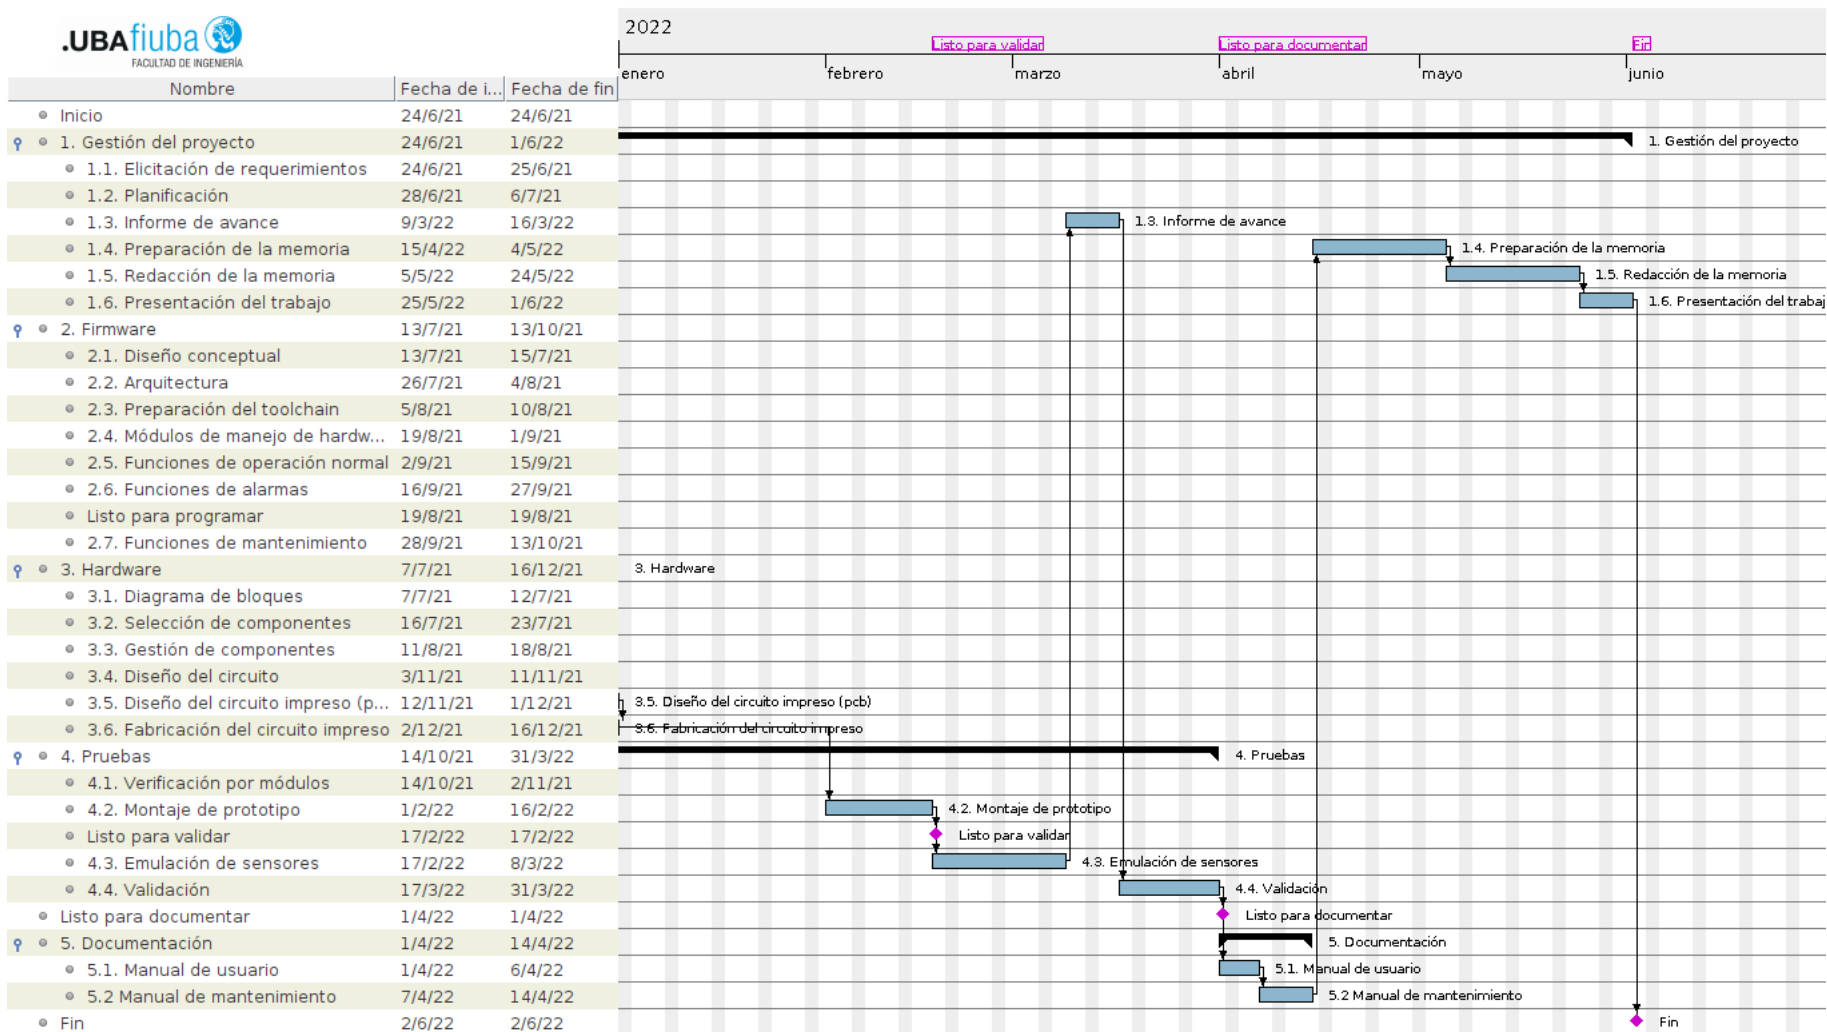 .UBAfiuba
FACULTAD DE INGENIERÍA
2022
Listo para validar Listo para documentar Fin
enero febrero marzo abril mayo junio
Nombre Fecha de i... Fecha de fin
Inicio 24/6/21 24/6/21
1. Gestión del proyecto 24/6/21 1/6/22 1. Gestión del proyecto
1.1. Elicitación de requerimientos 24/6/21 25/6/21
1.2. Planificación 28/6/21 6/7/21
1.3. Informe de avance 9/3/22 16/3/22 1.3. Informe de avance
1.4. Preparación de la memoria 15/4/22 4/5/22 1.4. Preparación de la memoria
1.5. Redacción de la memoria 5/5/22 24/5/22 1.5. Redacción de la memoria
1.6. Presentación del trabajo 25/5/22 1/6/22 1.6. Presentación del trabaj
2. Firmware 13/7/21 13/10/21
2.1. Diseño conceptual 13/7/21 15/7/21
2.2. Arquitectura 26/7/21 4/8/21
2.3. Preparación del toolchain 5/8/21 10/8/21
2.4. Módulos de manejo de hardw... 19/8/21 1/9/21
2.5. Funciones de operación normal 2/9/21 15/9/21
2.6. Funciones de alarmas 16/9/21 27/9/21
Listo para programar 19/8/21 19/8/21
2.7. Funciones de mantenimiento 28/9/21 13/10/21
3. Hardware 7/7/21 16/12/21 3. Hardware
3.1. Diagrama de bloques 7/7/21 12/7/21
3.2. Selección de componentes 16/7/21 23/7/21
3.3. Gestión de componentes 11/8/21 18/8/21
3.4. Diseño del circuito 3/11/21 11/11/21
3.5. Diseño del circuito impreso (p... 12/11/21 1/12/21 3.5. Diseño del circuito impreso (pcb)
3.6. Fabricación del circuito impreso 2/12/21 16/12/21 3.6. Fabricación del circuito impreso
4. Pruebas 14/10/21 31/3/22 4. Pruebas
4.1. Verificación por módulos 14/10/21 2/11/21
4.2. Montaje de prototipo 1/2/22 16/2/22 4.2. Montaje de prototipo
Listo para validar 17/2/22 17/2/22 Listo para validar
4.3. Emulación de sensores 17/2/22 8/3/22 4.3. Emulación de sensores
4.4. Validación 17/3/22 31/3/22 4.4. Validación
Listo para documentar 1/4/22 1/4/22 Listo para documentar
5. Documentación 1/4/22 14/4/22 5. Documentación
5.1. Manual de usuario 1/4/22 6/4/22 5.1. Manual de usuario
5.2 Manual de mantenimiento 7/4/22 14/4/22 5.2 Manual de mantenimiento
Fin 2/6/22 2/6/22 Fin